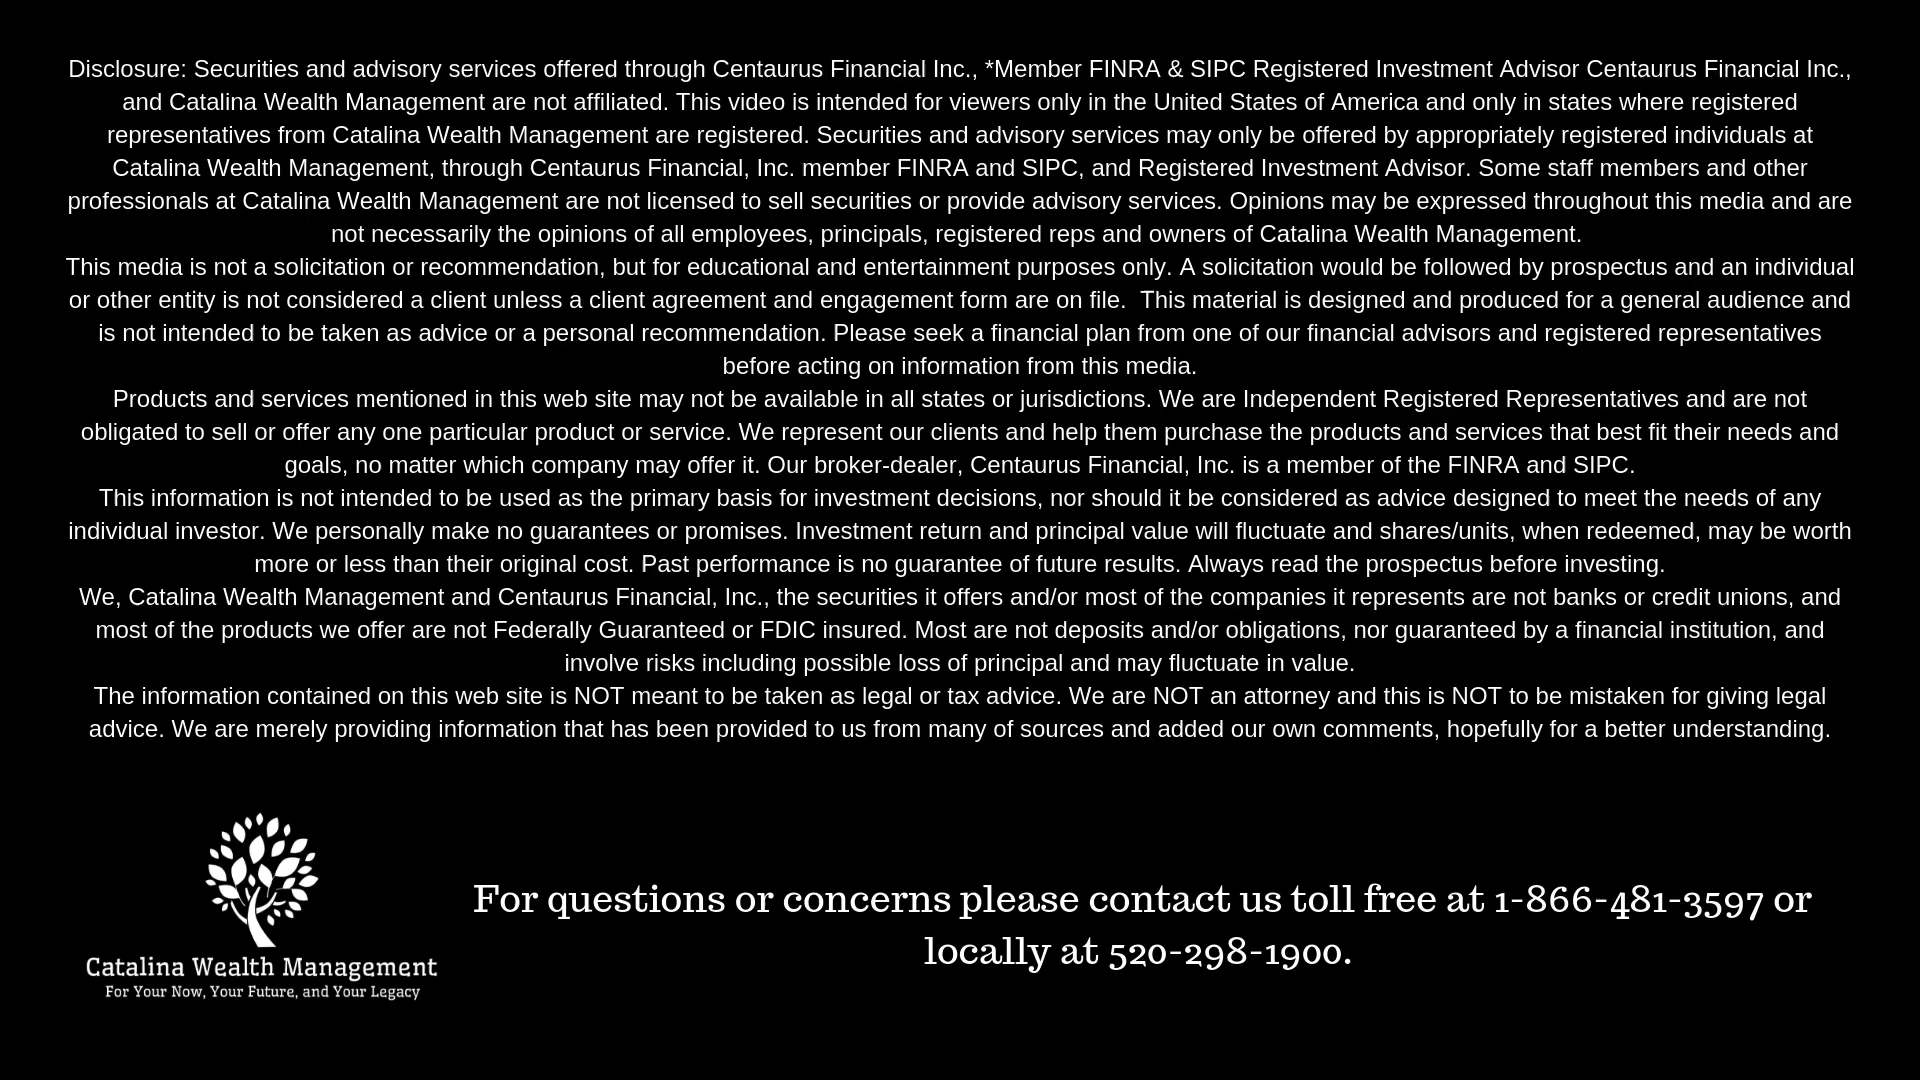 Disclosure: Securities and advisory services offered through Centaurus Financial Inc., *Member FINRA & SIPC Registered Investment Advisor Centaurus Financial Inc.,
and Catalina Wealth Management are not affiliated. This video is intended for viewers only in the United States of America and only in states where registered
representatives from Catalina Wealth Management are registered. Securities and advisory services may only be offered by appropriately registered individuals at
Catalina Wealth Management, through Centaurus Financial, Inc. member FINRA and SIPC, and Registered Investment Advisor. Some staff members and other
professionals at Catalina Wealth Management are not licensed to sell securities or provide advisory services. Opinions may be expressed throughout this media and are
not necessarily the opinions of all employees, principals, registered reps and owners of Catalina Wealth Management.
This media is not a solicitation or recommendation, but for educational and entertainment purposes only. A solicitation would be followed by prospectus and an individual
or other entity is not considered a client unless a client agreement and engagement form are on file.  This material is designed and produced for a general audience and
is not intended to be taken as advice or a personal recommendation. Please seek a financial plan from one of our financial advisors and registered representatives
before acting on information from this media.
Products and services mentioned in this web site may not be available in all states or jurisdictions. We are Independent Registered Representatives and are not
obligated to sell or offer any one particular product or service. We represent our clients and help them purchase the products and services that best fit their needs and
goals, no matter which company may offer it. Our broker-dealer, Centaurus Financial, Inc. is a member of the FINRA and SIPC.
This information is not intended to be used as the primary basis for investment decisions, nor should it be considered as advice designed to meet the needs of any
individual investor. We personally make no guarantees or promises. Investment return and principal value will fluctuate and shares/units, when redeemed, may be worth
more or less than their original cost. Past performance is no guarantee of future results. Always read the prospectus before investing.
We, Catalina Wealth Management and Centaurus Financial, Inc., the securities it offers and/or most of the companies it represents are not banks or credit unions, and
most of the products we offer are not Federally Guaranteed or FDIC insured. Most are not deposits and/or obligations, nor guaranteed by a financial institution, and
involve risks including possible loss of principal and may fluctuate in value.
The information contained on this web site is NOT meant to be taken as legal or tax advice. We are NOT an attorney and this is NOT to be mistaken for giving legal
advice. We are merely providing information that has been provided to us from many of sources and added our own comments, hopefully for a better understanding.
For questions or concerns please contact us toll free at 1-866-481-3597 or
locally at 520-298-1900.
Catalina Wealth Management
For Your Now, Your Future, and Your Legacy